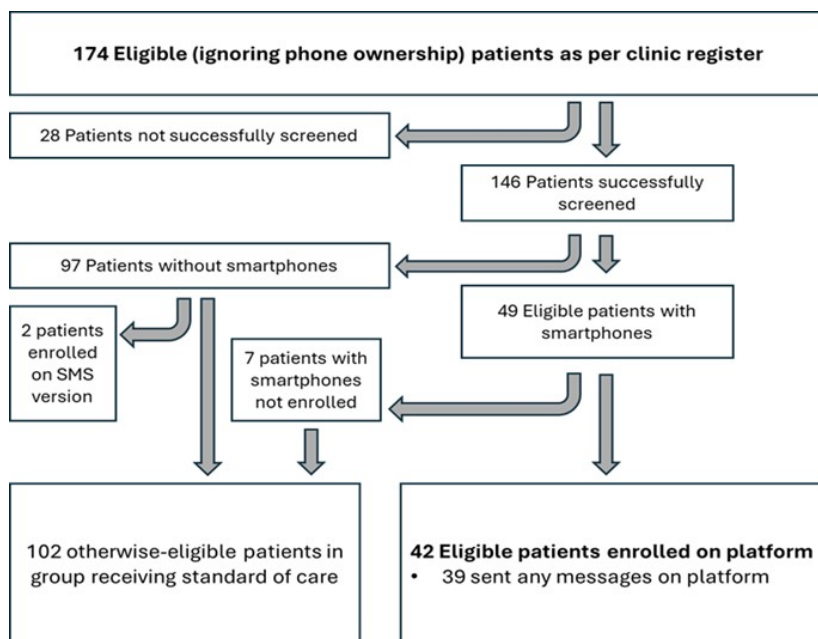 174 Eligible (ignoring phone ownership) patients as per clinic register
28 Patients not successfully screened
146 Patients successfully
screened
97 Patients without smartphones
49 Eligible patients with
smartphones
2 patients
enrolled
on SMS
version
7 patients with
smartphones
not enrolled
102 otherwise-eligible patients in
group receiving standard of care
42 Eligible patients enrolled on platform
• 39 sent any messages on platform